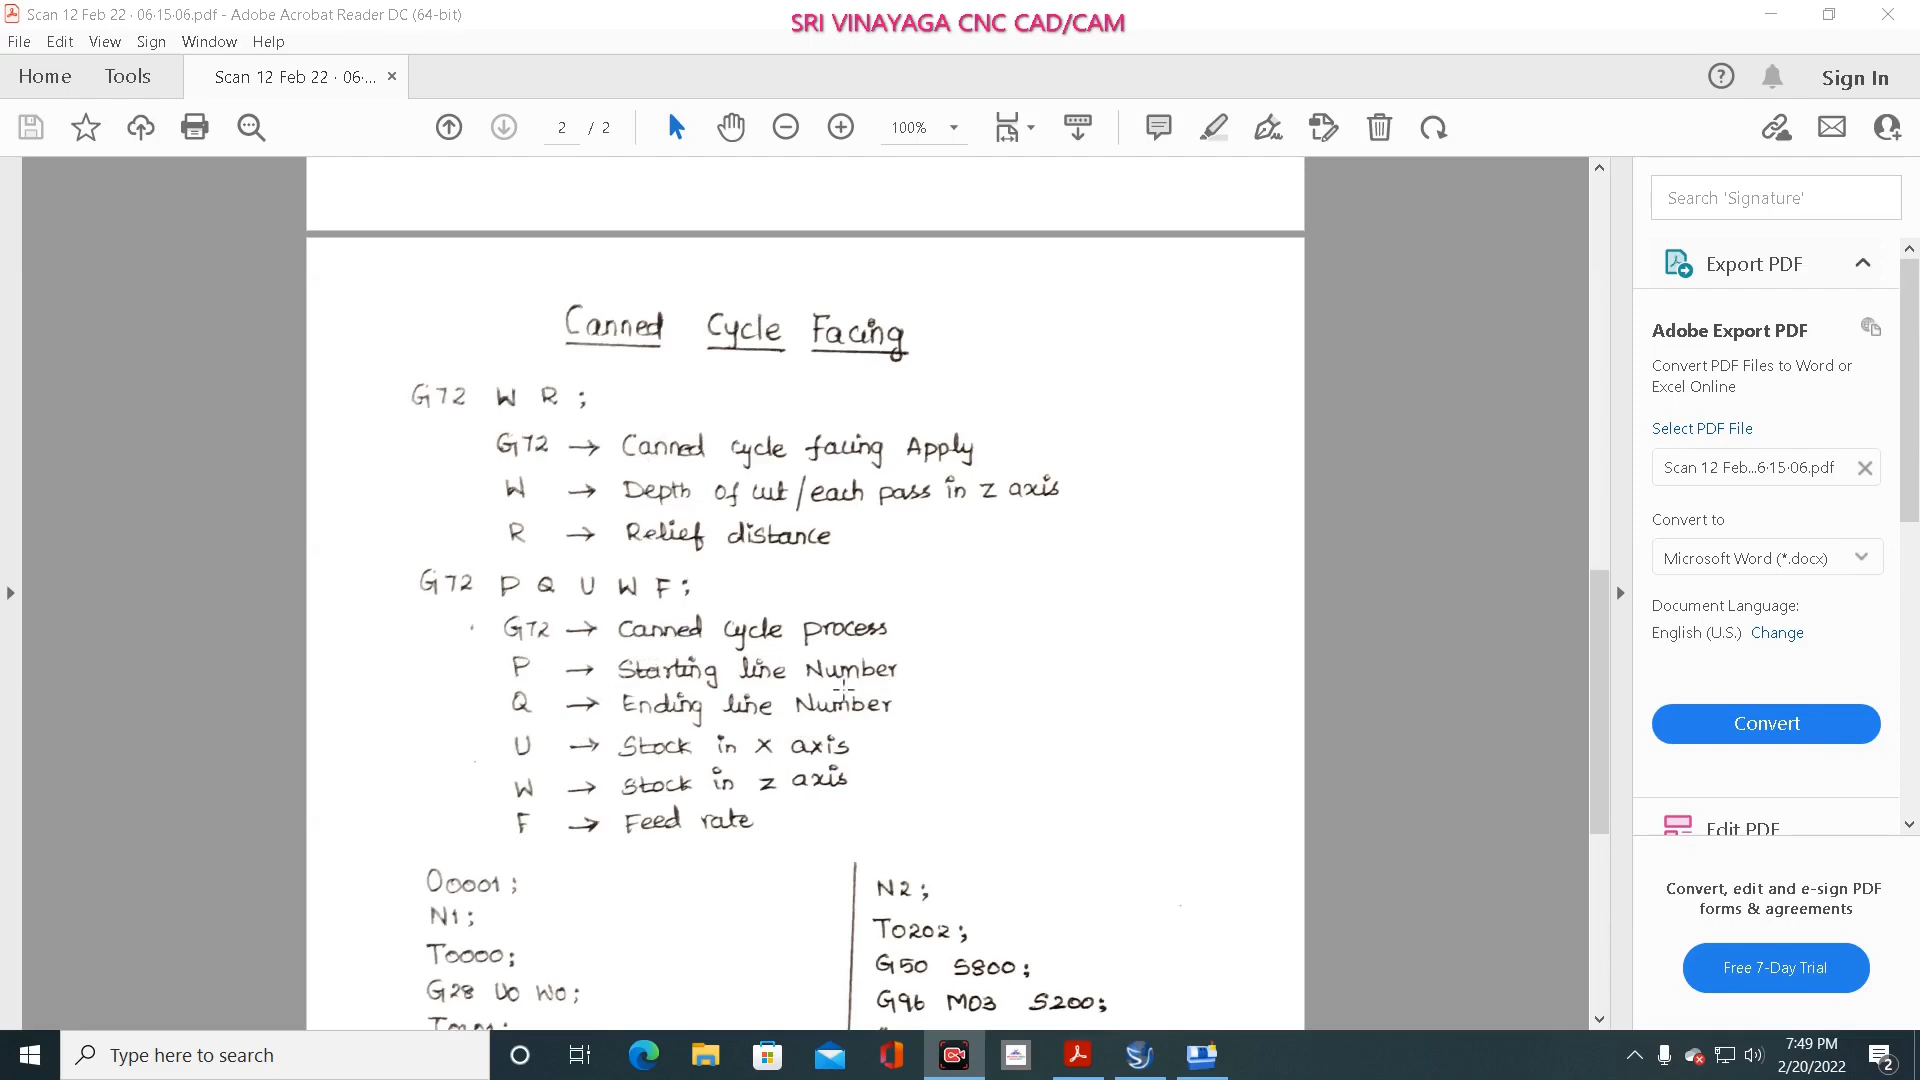 Scan 12 Feb 22 · 06·15·06.pdf - Adobe Acrobat Reader DC (64-bit)
SRI VINAYAGA CNC CAD/CAM
File Edit View Sign Window Help
Home Tools Scan 12 Feb 22 · 06·...
Sign In
2 / 2
100%
Canned Cycle Facing
G72 W R ;
G72 → Canned cycle facing Apply
W → Depth of cut / each pass in Z axis
R → Relief distance
G72 P Q U W F ;
G72 → Canned cycle process
P → Starting line Number
Q → Ending line Number
U → Stock in X axis
W → Stock in Z axis
F → Feed rate
O0001 ;
N1 ;
T0000 ;
G28 U0 W0 ;
N2 ;
T0202 ;
G50 S800 ;
G96 M03 S200 ;
Search 'Signature'
Export PDF
Adobe Export PDF
Convert PDF Files to Word or
Excel Online
Select PDF File
Scan 12 Feb...6·15·06.pdf
Convert to
Microsoft Word (*.docx)
Document Language:
English (U.S.) Change
Convert
Edit PDF
Convert, edit and e-sign PDF
forms & agreements
Free 7-Day Trial
Type here to search
7:49 PM
2/20/2022
2